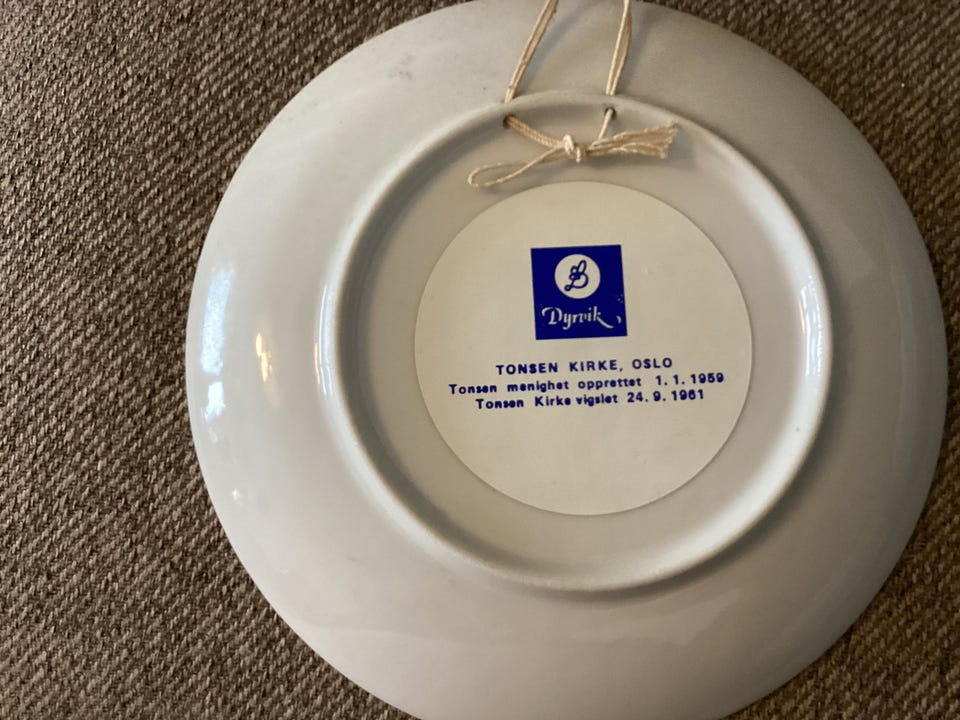 Dyrvik
TONSEN KIRKE, OSLO
Tonsen menighet opprettet 1. 1. 1959
Tonsen Kirke vigslet 24. 9. 1961